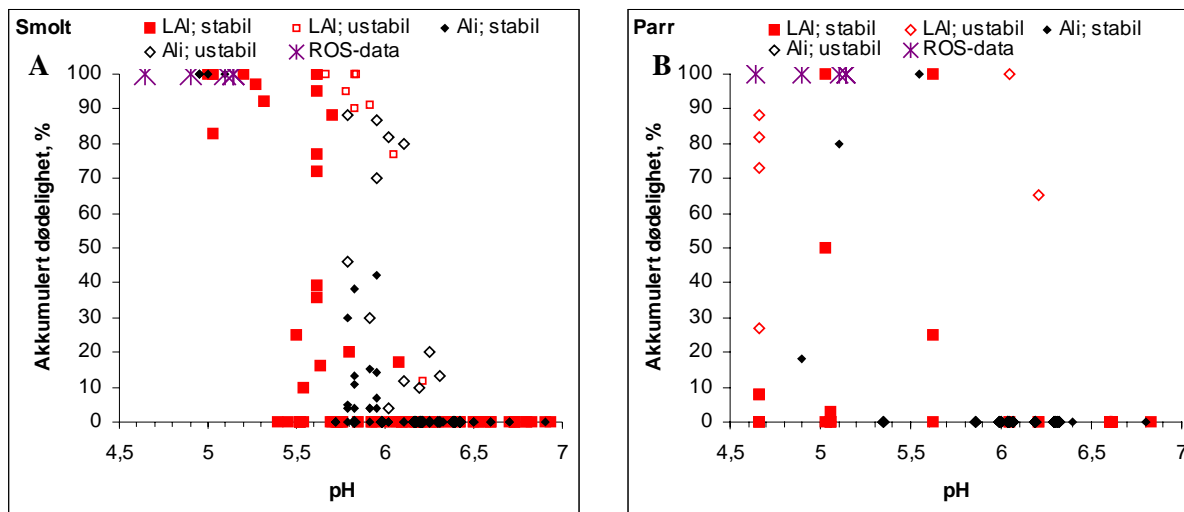 Smolt
LAl; stabil LAl; ustabil Ali; stabil
Ali; ustabil ROS-data
A
Akkumulert dødelighet, %
100
90
80
70
60
50
40
30
20
10
0
4,5 5 5,5 6 6,5 7
pH
Parr
LAl; stabil LAl; ustabil Ali; stabil
Ali; ustabil ROS-data
B
Akkumulert dødelighet, %
100
90
80
70
60
50
40
30
20
10
0
4,5 5 5,5 6 6,5 7
pH